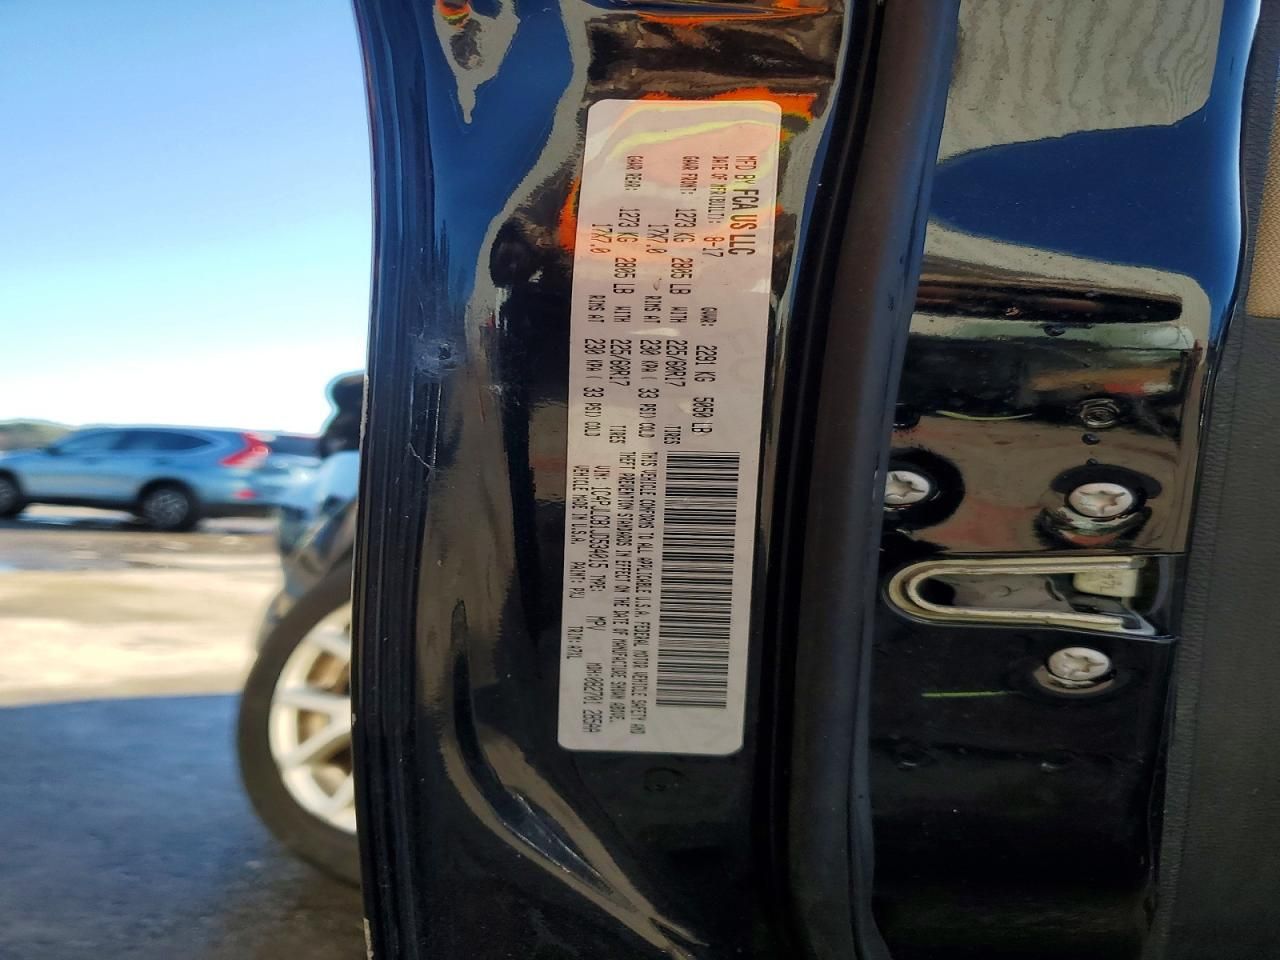 MFD BY FCA US LLC
DATE OF MFR(BUILT): 8-17 GVWR: 2291 KG 5050 LB
GAWR FRONT: 1273 KG 2805 LB WITH 225/60R17 TIRES
17X7.0 RIMS AT 230 KPA( 33 PSI) COLD
GAWR REAR: 1273 KG 2805 LB WITH 225/60R17 TIRES
17X7.0 RIMS AT 230 KPA( 33 PSI) COLD
THIS VEHICLE CONFORMS TO ALL APPLICABLE U.S.A. FEDERAL MOTOR VEHICLE SAFETY AND
THEFT PREVENTION STANDARDS IN EFFECT ON THE DATE OF MANUFACTURE SHOWN ABOVE.
VIN: TYPE: MPV
VEHICLE MADE IN U.S.A. PAINT: PXJ TRIM: